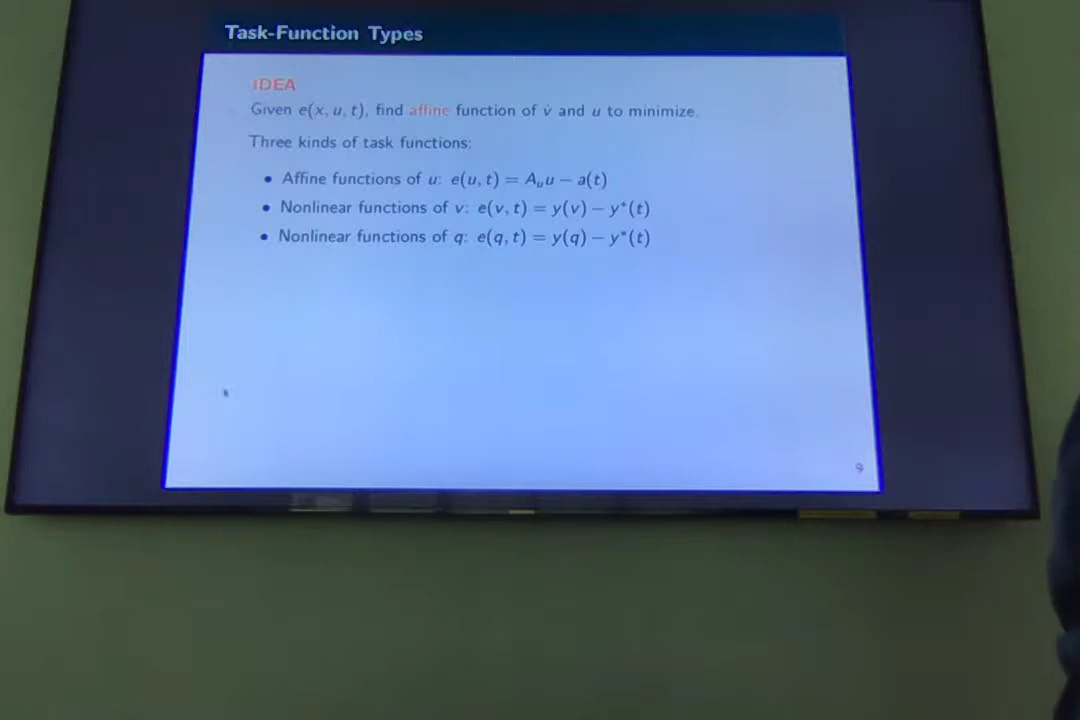 Task-Function Types
IDEA
Given e(x, u, t), find affine function of v̇ and u to minimize.
Three kinds of task functions:
• Affine functions of u: e(u, t) = Aᵤu − a(t)
• Nonlinear functions of v: e(v, t) = y(v) − y*(t)
• Nonlinear functions of q: e(q, t) = y(q) − y*(t)
9